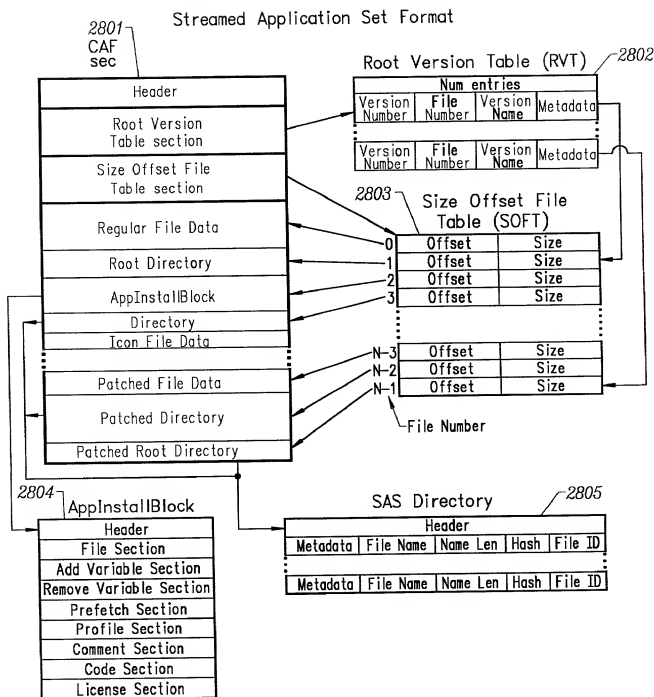 Streamed Application Set Format
2801
CAF
sec
Header
Root Version
Table section
Size Offset File
Table section
Regular File Data
Root Directory
AppInstallBlock
Directory
Icon File Data
Patched File Data
Patched Directory
Patched Root Directory
Root Version Table (RVT)
2802
Num entries
Version Number File Number Version Name Metadata
Version Number File Number Version Name Metadata
2803
Size Offset File
Table (SOFT)
0 Offset Size
1 Offset Size
2 Offset Size
3 Offset Size
N-3 Offset Size
N-2 Offset Size
N-1 Offset Size
File Number
2804
AppInstallBlock
Header
File Section
Add Variable Section
Remove Variable Section
Prefetch Section
Profile Section
Comment Section
Code Section
License Section
SAS Directory
2805
Header
Metadata File Name Name Len Hash File ID
Metadata File Name Name Len Hash File ID